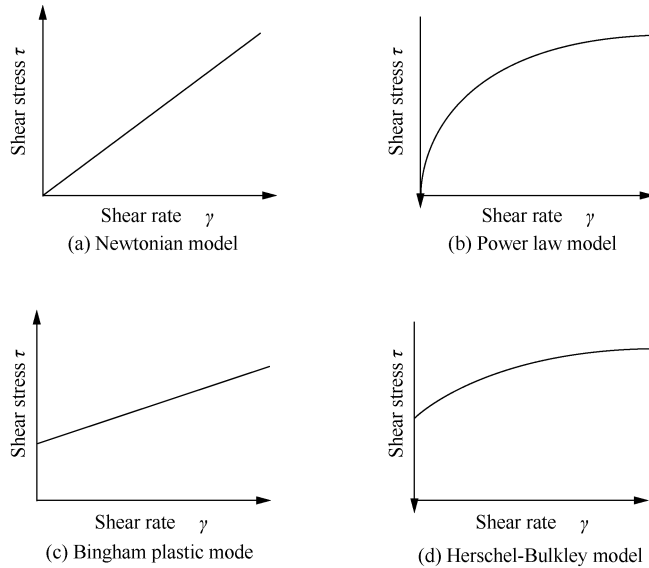 Shear stress τ
Shear rate γ
(a) Newtonian model
Shear stress τ
Shear rate γ
(b) Power law model
Shear stress τ
Shear rate γ
(c) Bingham plastic mode
Shear stress τ
Shear rate γ
(d) Herschel-Bulkley model